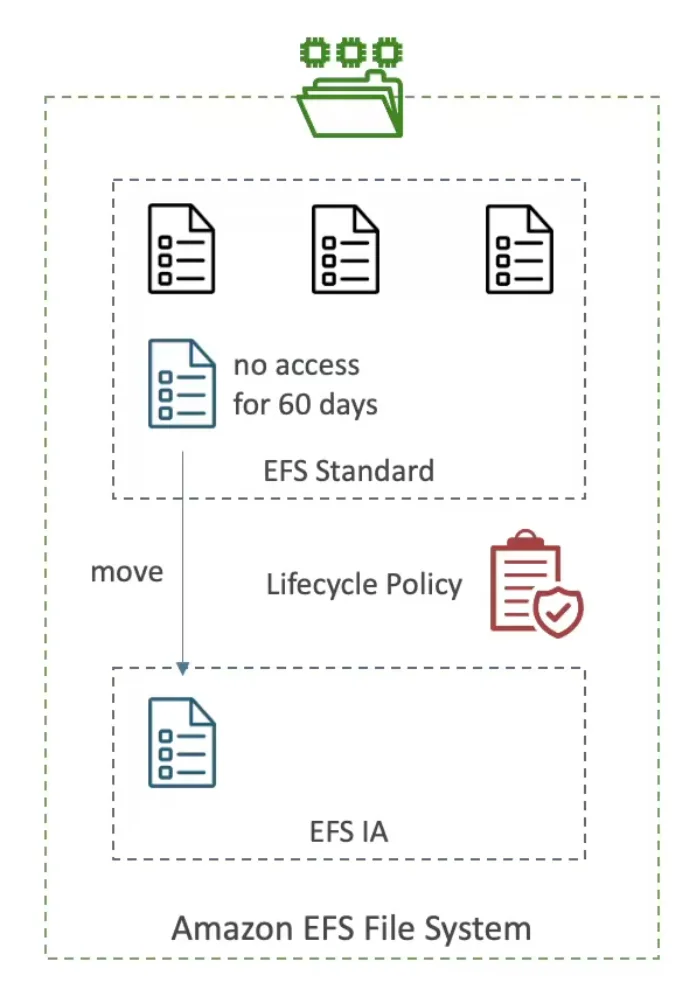 no access
for 60 days
EFS Standard
move
Lifecycle Policy
EFS IA
Amazon EFS File System